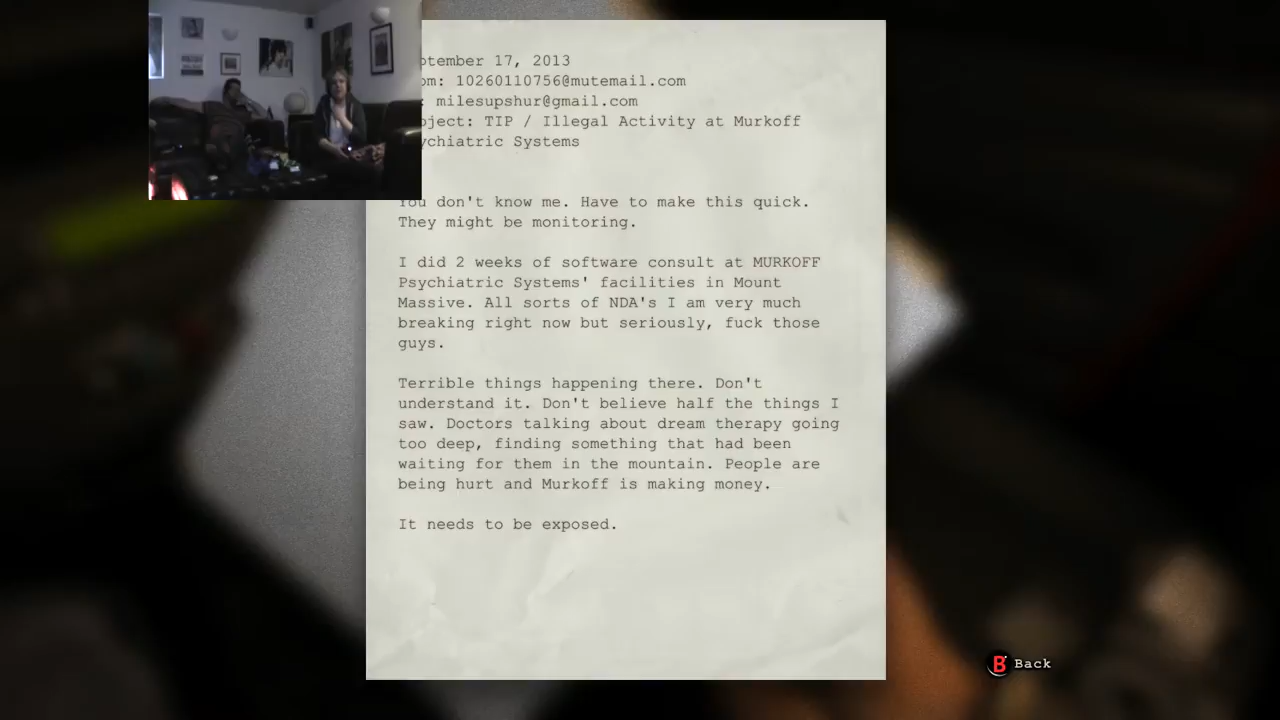 ptember 17, 2013
om: 10260110756@mutemail.com
: milesupshur@gmail.com
oject: TIP / Illegal Activity at Murkoff
ychiatric Systems
You don't know me. Have to make this quick.
They might be monitoring.
I did 2 weeks of software consult at MURKOFF
Psychiatric Systems' facilities in Mount
Massive. All sorts of NDA's I am very much
breaking right now but seriously, fuck those
guys.
Terrible things happening there. Don't
understand it. Don't believe half the things I
saw. Doctors talking about dream therapy going
too deep, finding something that had been
waiting for them in the mountain. People are
being hurt and Murkoff is making money.
It needs to be exposed.
B Back